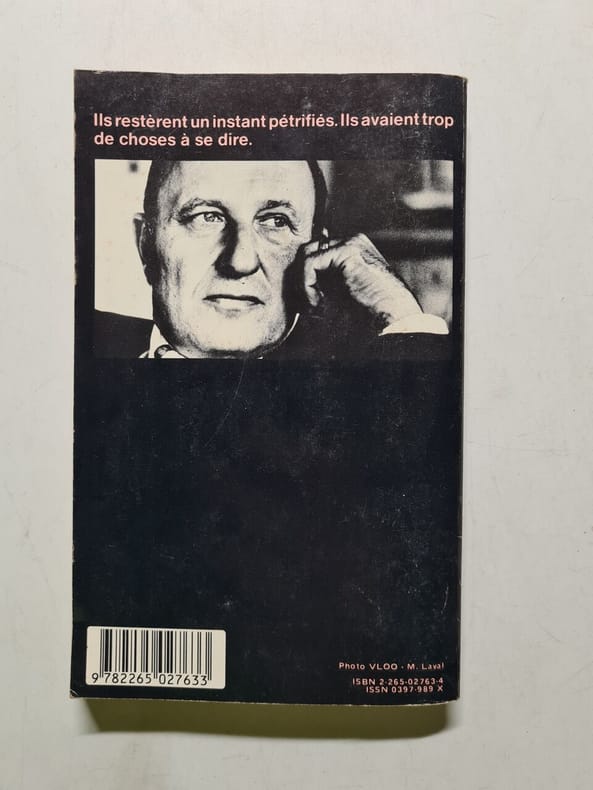 Ils restèrent un instant pétrifiés. Ils avaient trop
de choses à se dire.
9 782265 027633
Photo VLOO - M. Laval
ISBN 2-265-02763-4
ISSN 0397-989 X